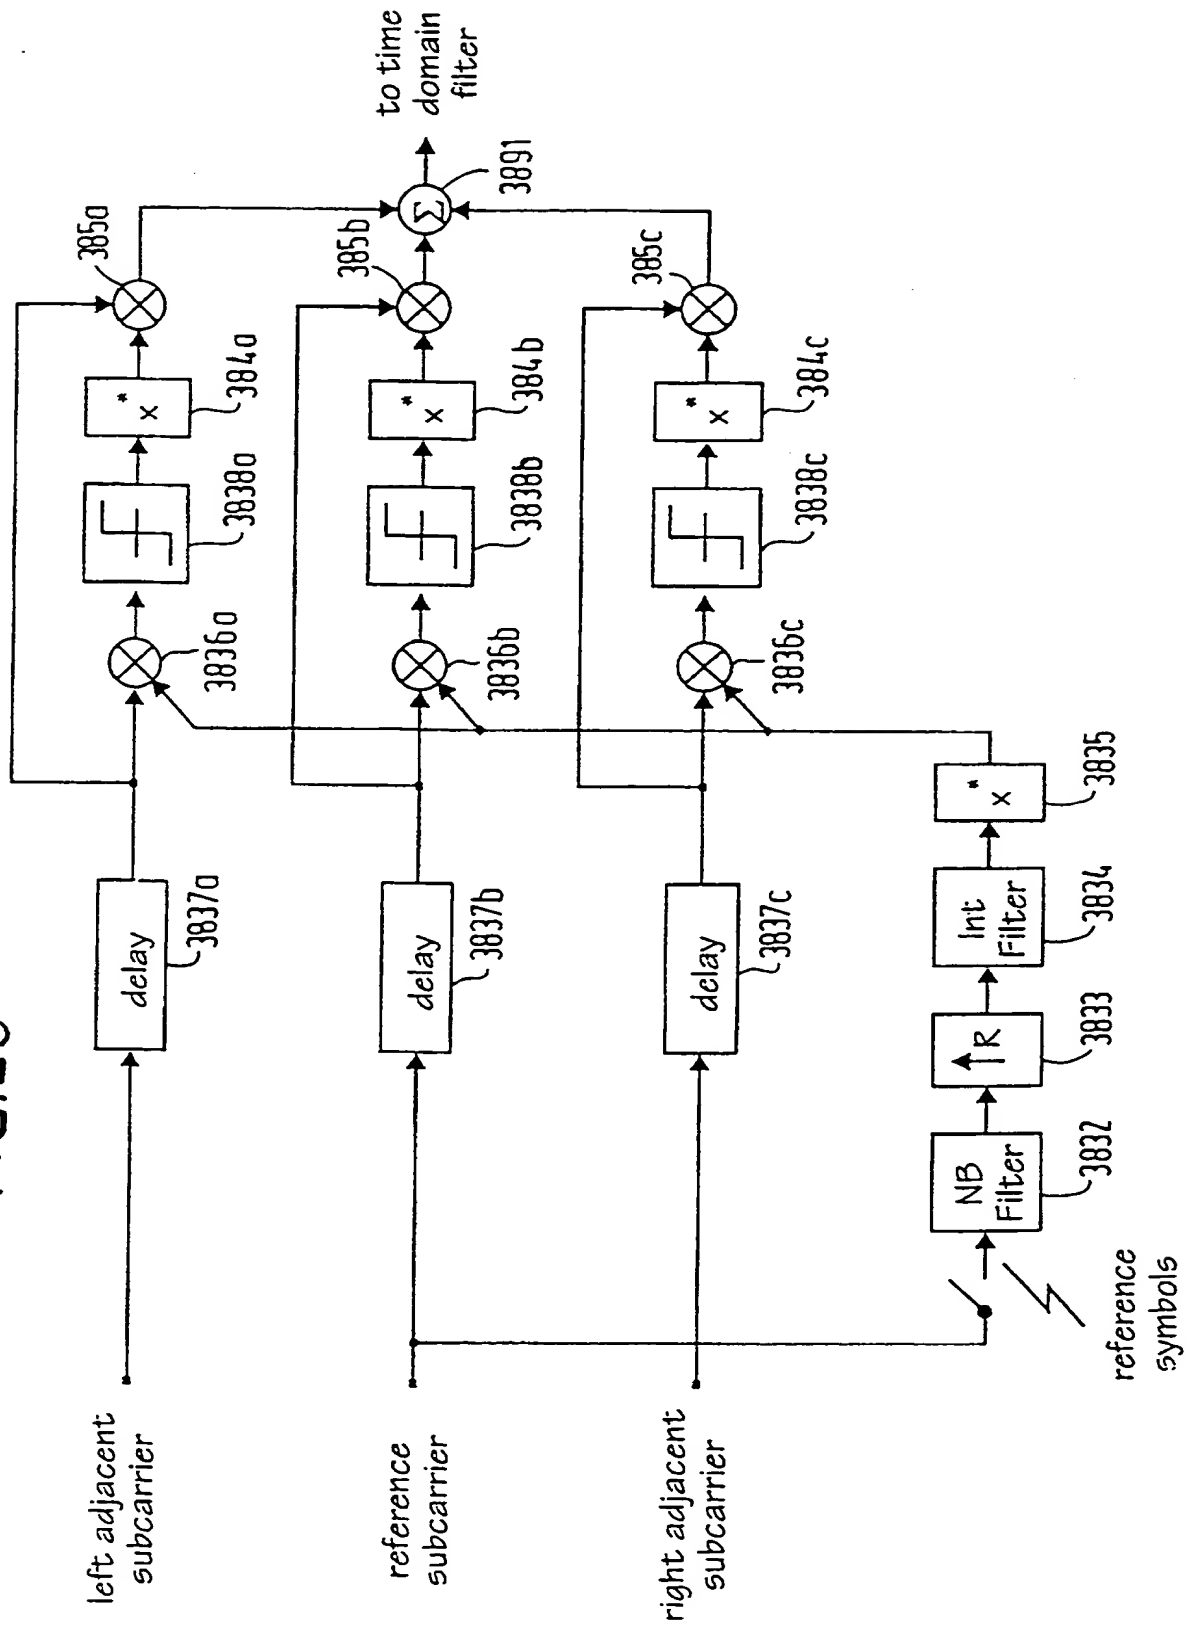 left adjacent
subcarrier
delay
3837a
3836a
3838a
x*
384a
385a
reference
subcarrier
delay
3837b
3836b
3838b
x*
384b
385b
Σ
3891
to time
domain
filter
right adjacent
subcarrier
delay
3837c
3836c
3838c
x*
384c
385c
reference
symbols
NB
Filter
3832
↑R
3833
Int
Filter
3834
x*
3835